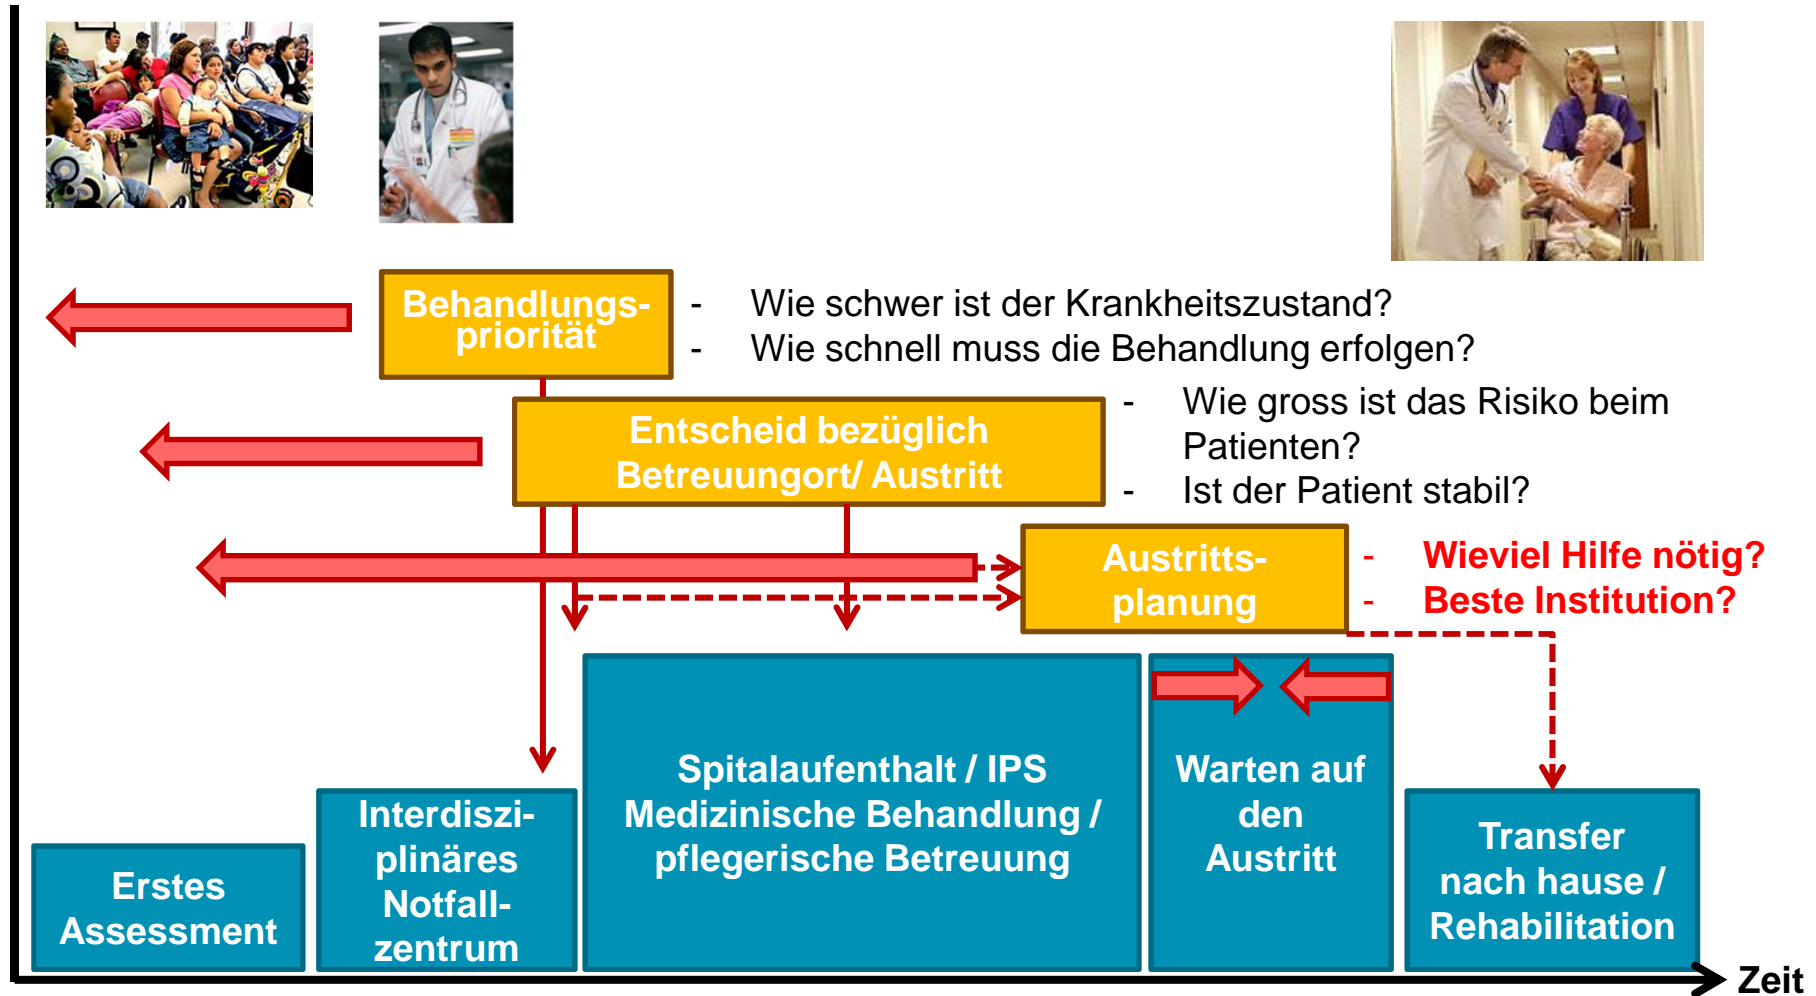 Behandlungs-
priorität
- Wie schwer ist der Krankheitszustand?
- Wie schnell muss die Behandlung erfolgen?
Entscheid bezüglich
Betreuungort/ Austritt
- Wie gross ist das Risiko beim
Patienten?
- Ist der Patient stabil?
Austritts-
planung
- Wieviel Hilfe nötig?
- Beste Institution?
Erstes
Assessment
Interdiszi-
plinäres
Notfall-
zentrum
Spitalaufenthalt / IPS
Medizinische Behandlung /
pflegerische Betreuung
Warten auf
den
Austritt
Transfer
nach hause /
Rehabilitation
Zeit